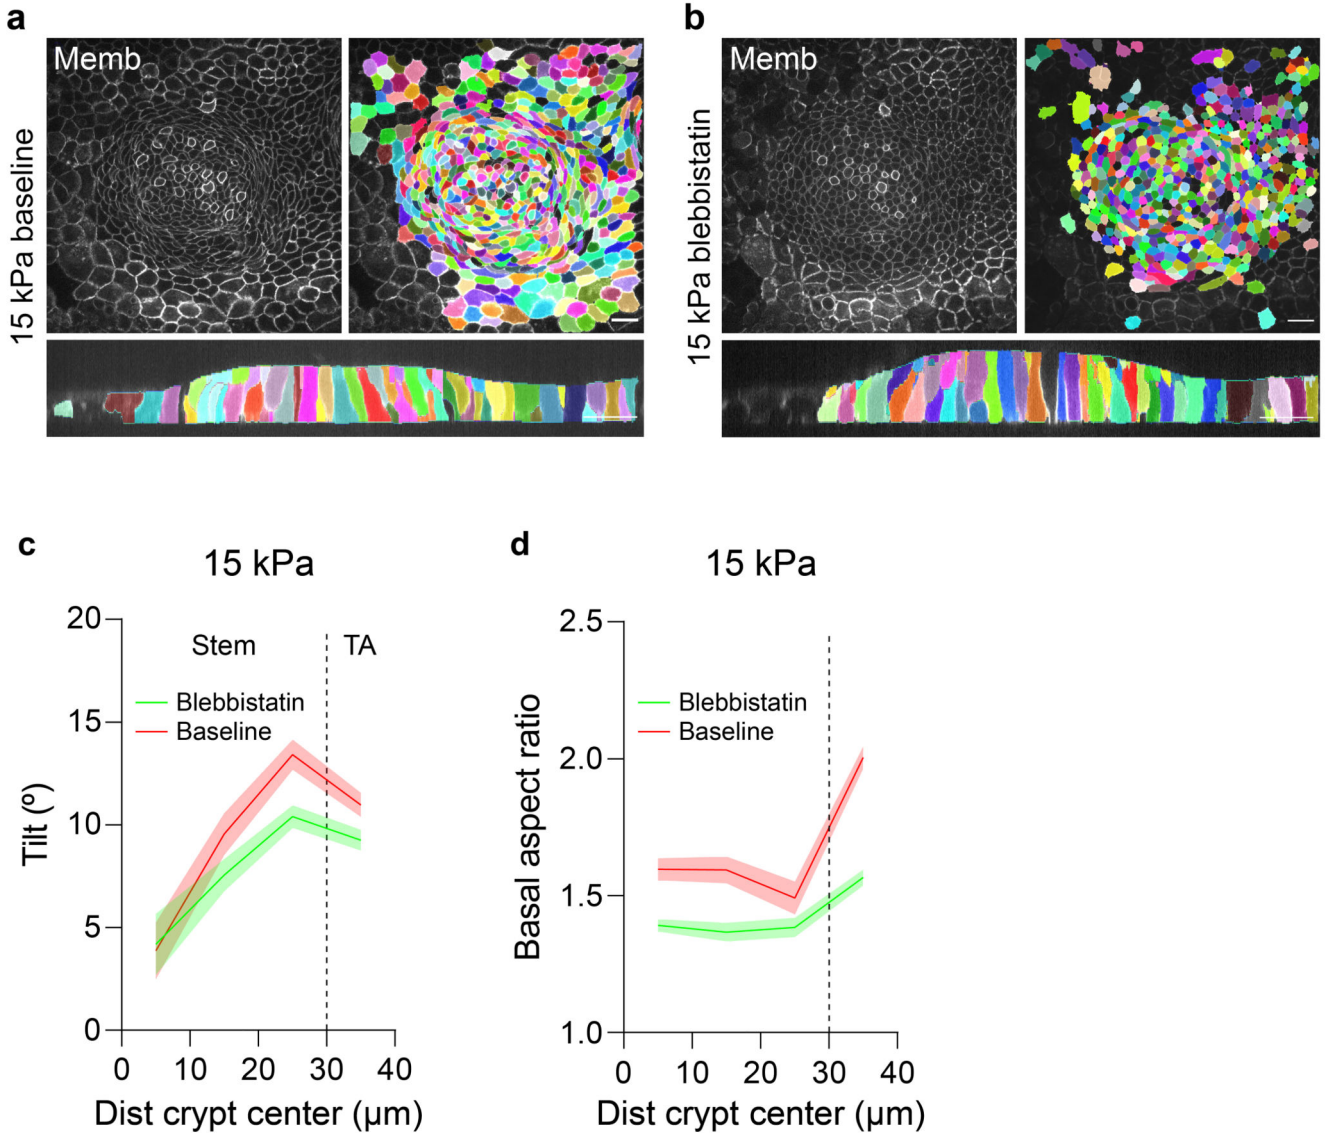 a
Memb
15 kPa baseline
b
Memb
15 kPa blebbistatin
c
15 kPa
20
15
10
5
0
Tilt (º)
Stem
TA
Blebbistatin
Baseline
0 10 20 30 40
Dist crypt center (µm)
d
15 kPa
2.5
2.0
1.5
1.0
Basal aspect ratio
Blebbistatin
Baseline
0 10 20 30 40
Dist crypt center (µm)